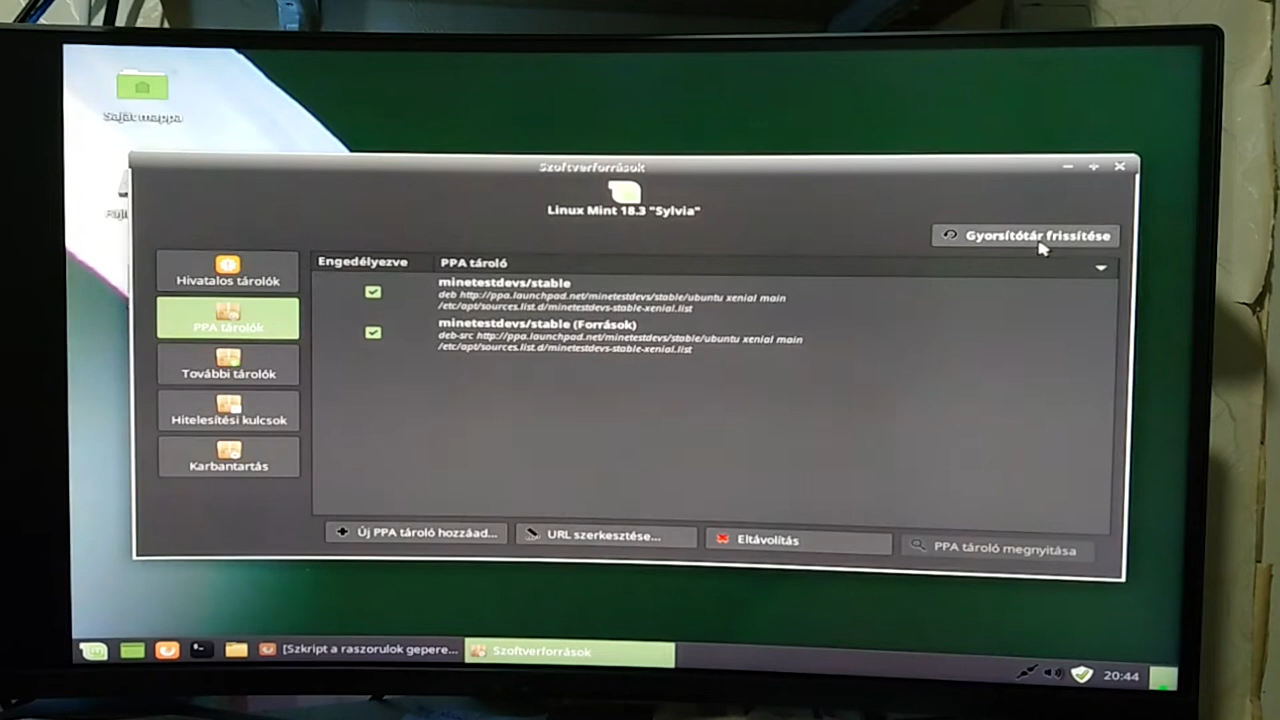 Saját mappa
Szoftverforrások
Linux Mint 18.3 "Sylvia"
Gyorsítótár frissítése
Hivatalos tárolók
PPA tárolók
További tárolók
Hitelesítési kulcsok
Karbantartás
Engedélyezve
PPA tároló
minetestdevs/stable
deb http://ppa.launchpad.net/minetestdevs/stable/ubuntu xenial main
/etc/apt/sources.list.d/minetestdevs-stable-xenial.list
minetestdevs/stable (Források)
deb-src http://ppa.launchpad.net/minetestdevs/stable/ubuntu xenial main
/etc/apt/sources.list.d/minetestdevs-stable-xenial.list
Új PPA tároló hozzáad...
URL szerkesztése...
Eltávolítás
PPA tároló megnyitása
[Szkript a raszorulok gepere...
Szoftverforrások
20:44